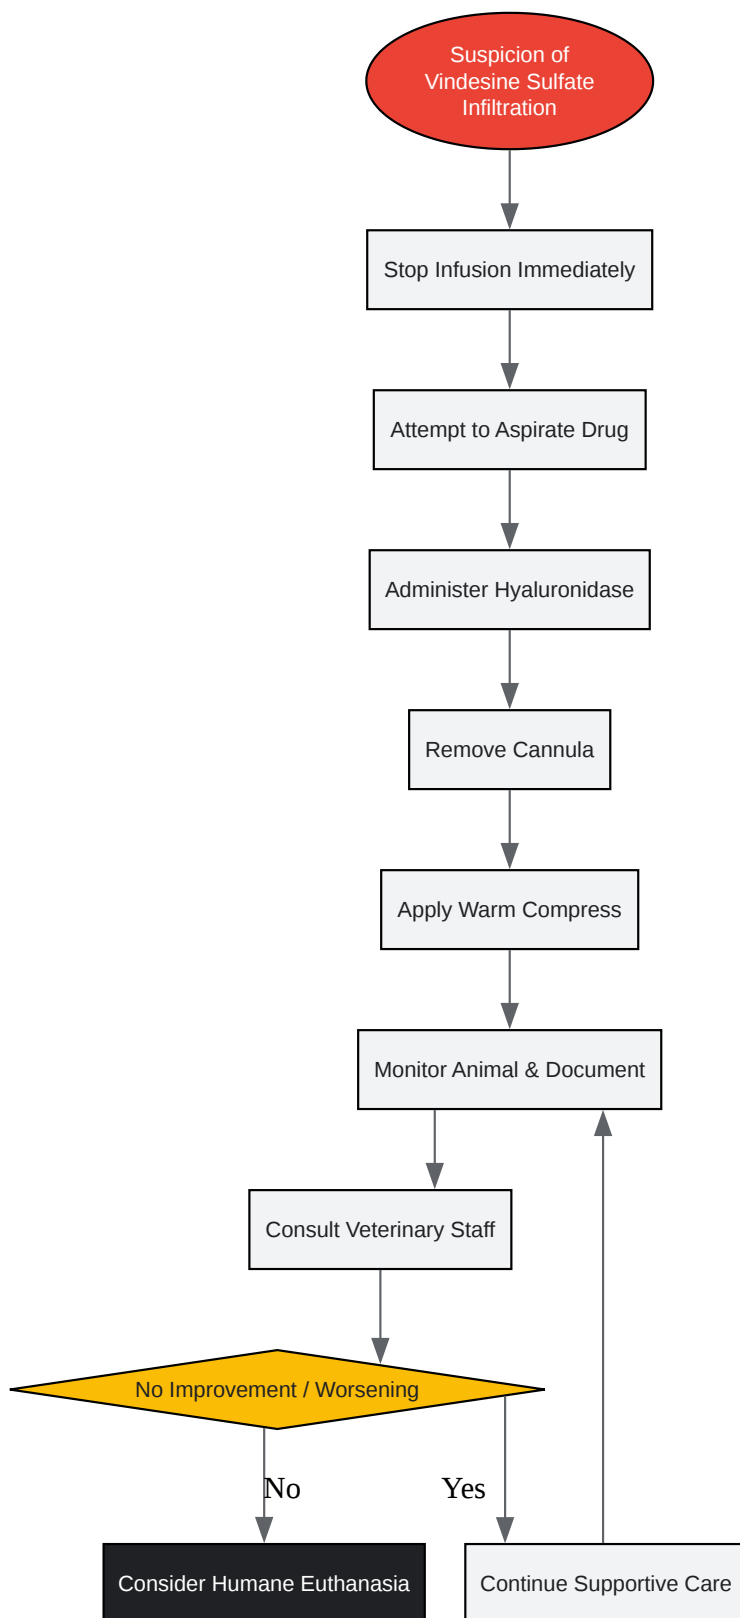 Suspicion of
Vindesine Sulfate
Infiltration
Stop Infusion Immediately
Attempt to Aspirate Drug
Administer Hyaluronidase
Remove Cannula
Apply Warm Compress
Monitor Animal & Document
Consult Veterinary Staff
No Improvement / Worsening
No
Yes
Consider Humane Euthanasia
Continue Supportive Care